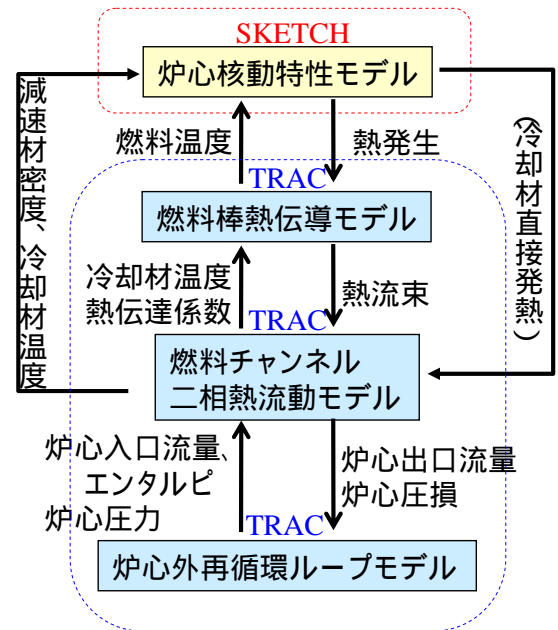 SKETCH
炉心核動特性モデル
減速材密度、冷却材温度
燃料温度
熱発生
(冷却材直接発熱)
TRAC
燃料棒熱伝導モデル
冷却材温度
熱伝達係数
熱流束
TRAC
燃料チャンネル
二相熱流動モデル
炉心入口流量、
エンタルピ
炉心圧力
炉心出口流量
炉心圧損
TRAC
炉心外再循環ループモデル